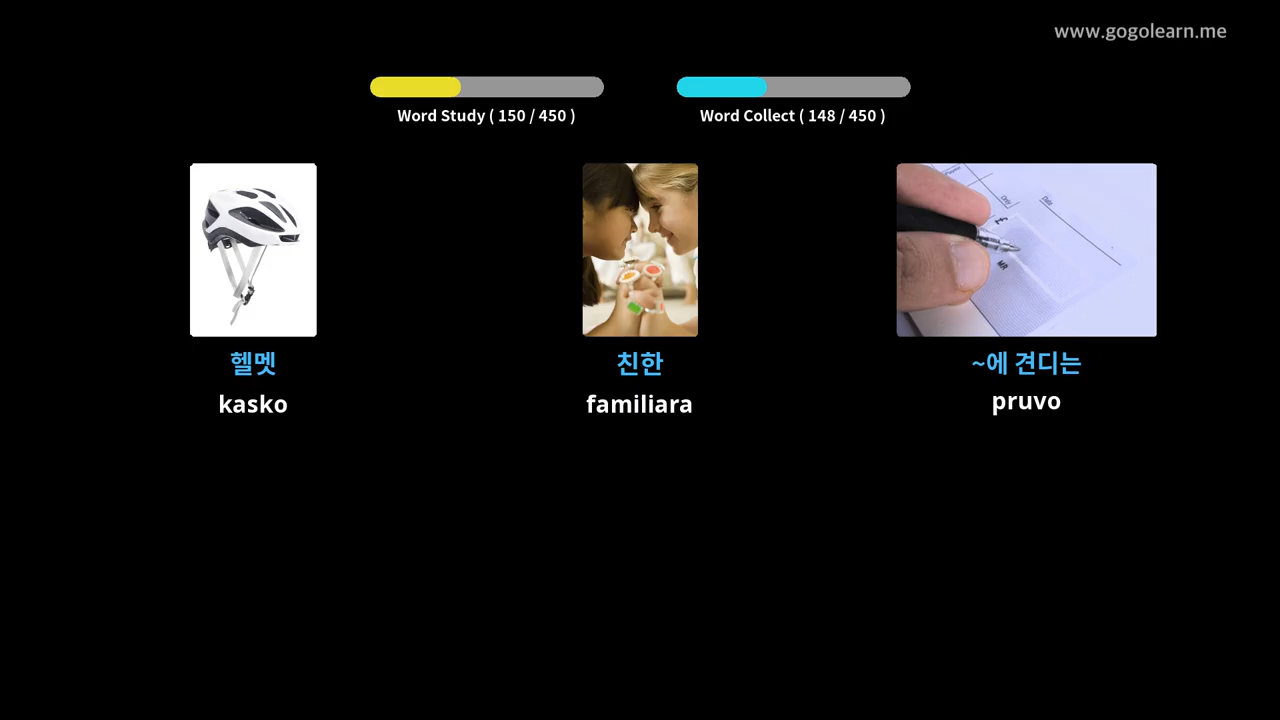 www.gogolearn.me
Word Study ( 150 / 450 )
Word Collect ( 148 / 450 )
헬멧
친한
~에 견디는
kasko
familiara
pruvo